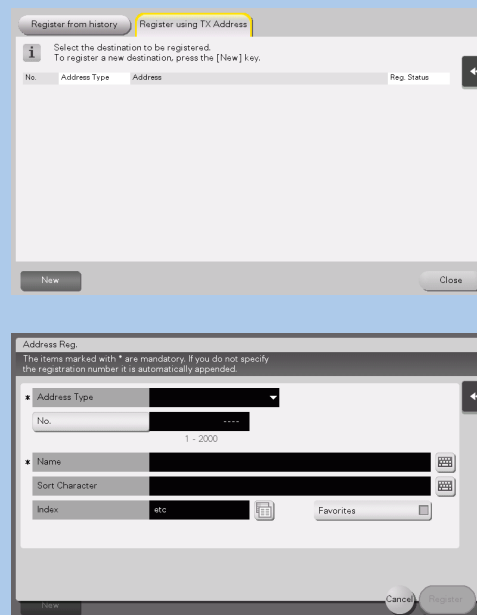 Register from history
Register using TX Address
Select the destination to be registered.
To register a new destination, press the [New] key.
No. Address Type Address Reg. Status
New Close
Address Reg.
The items marked with * are mandatory. If you do not specify
the registration number it is automatically appended.
* Address Type
No. ----
1 - 2000
* Name
Sort Character
Index etc Favorites
New Cancel Register